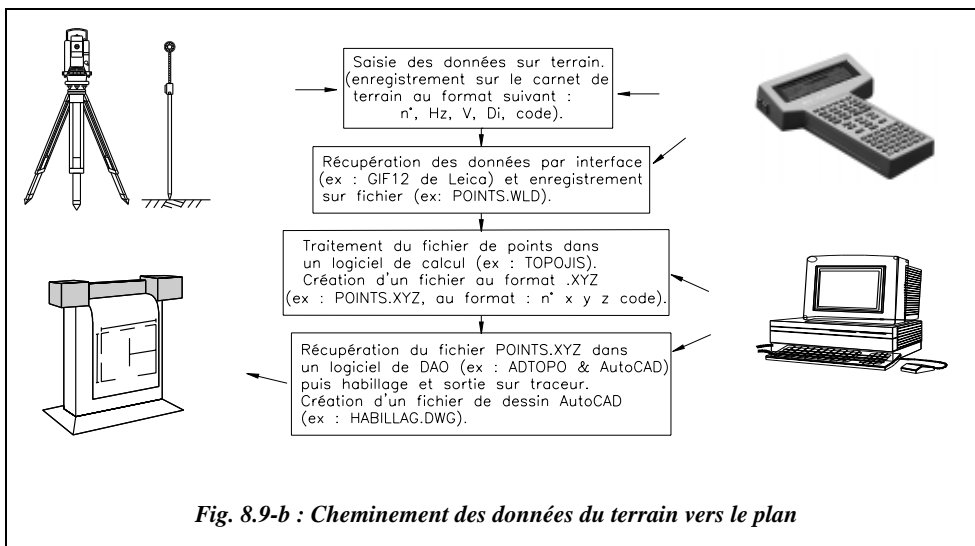 Saisie des données sur terrain.
(enregistrement sur le carnet de
terrain au format suivant :
n°, Hz, V, Di, code).
Récupération des données par interface
(ex : GIF12 de Leica) et enregistrement
sur fichier (ex: POINTS.WLD).
Traitement du fichier de points dans
un logiciel de calcul (ex : TOPOJIS).
Création d'un fichier au format .XYZ
(ex : POINTS.XYZ, au format : n° x y z code).
Récupération du fichier POINTS.XYZ dans
un logiciel de DAO (ex : ADTOPO & AutoCAD)
puis habillage et sortie sur traceur.
Création d'un fichier de dessin AutoCAD
(ex : HABILLAG.DWG).
Fig. 8.9-b : Cheminement des données du terrain vers le plan